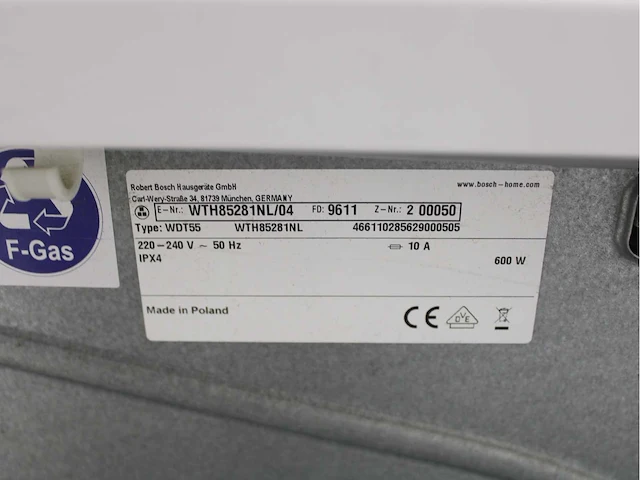 Robert Bosch Hausgeräte GmbH
www.bosch-home.com
Carl-Wery-Straße 34, 81739 München, GERMANY
E-Nr.: WTH85281NL/04 FD: 9611 Z-Nr.: 2 00050
Type: WDT55 WTH85281NL 466110285629000505
220-240 V ~ 50 Hz 10 A
IPX4 600 W
Made in Poland
CE
VDE
F-Gas